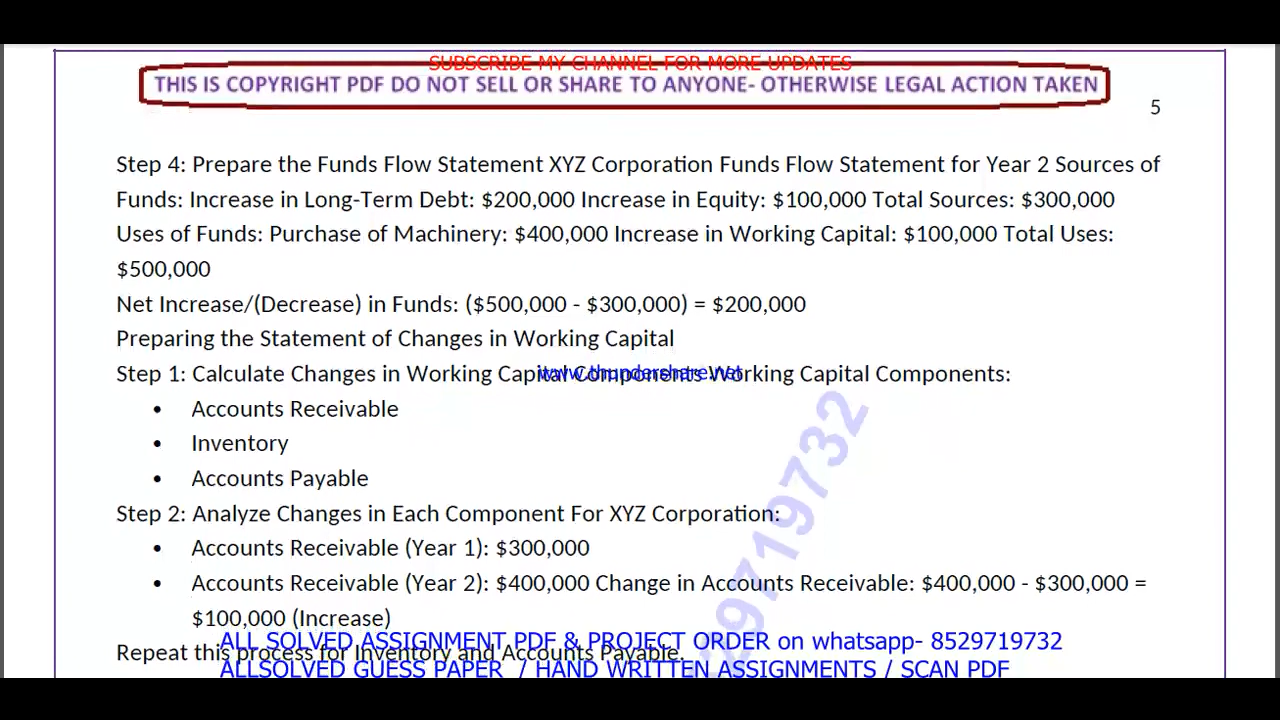 SUBSCRIBE MY CHANNEL FOR MORE UPDATES
THIS IS COPYRIGHT PDF DO NOT SELL OR SHARE TO ANYONE- OTHERWISE LEGAL ACTION TAKEN
5
Step 4: Prepare the Funds Flow Statement XYZ Corporation Funds Flow Statement for Year 2 Sources of
Funds: Increase in Long-Term Debt: $200,000 Increase in Equity: $100,000 Total Sources: $300,000
Uses of Funds: Purchase of Machinery: $400,000 Increase in Working Capital: $100,000 Total Uses:
$500,000
Net Increase/(Decrease) in Funds: ($500,000 - $300,000) = $200,000
Preparing the Statement of Changes in Working Capital
Step 1: Calculate Changes in Working Capital Components Working Capital Components:
www.thundershare.net
• Accounts Receivable
• Inventory
• Accounts Payable
Step 2: Analyze Changes in Each Component For XYZ Corporation:
• Accounts Receivable (Year 1): $300,000
• Accounts Receivable (Year 2): $400,000 Change in Accounts Receivable: $400,000 - $300,000 =
$100,000 (Increase)
29719732
ALL SOLVED ASSIGNMENT PDF & PROJECT ORDER on whatsapp- 8529719732
Repeat this process for Inventory and Accounts Payable.
ALLSOLVED GUESS PAPER / HAND WRITTEN ASSIGNMENTS / SCAN PDF